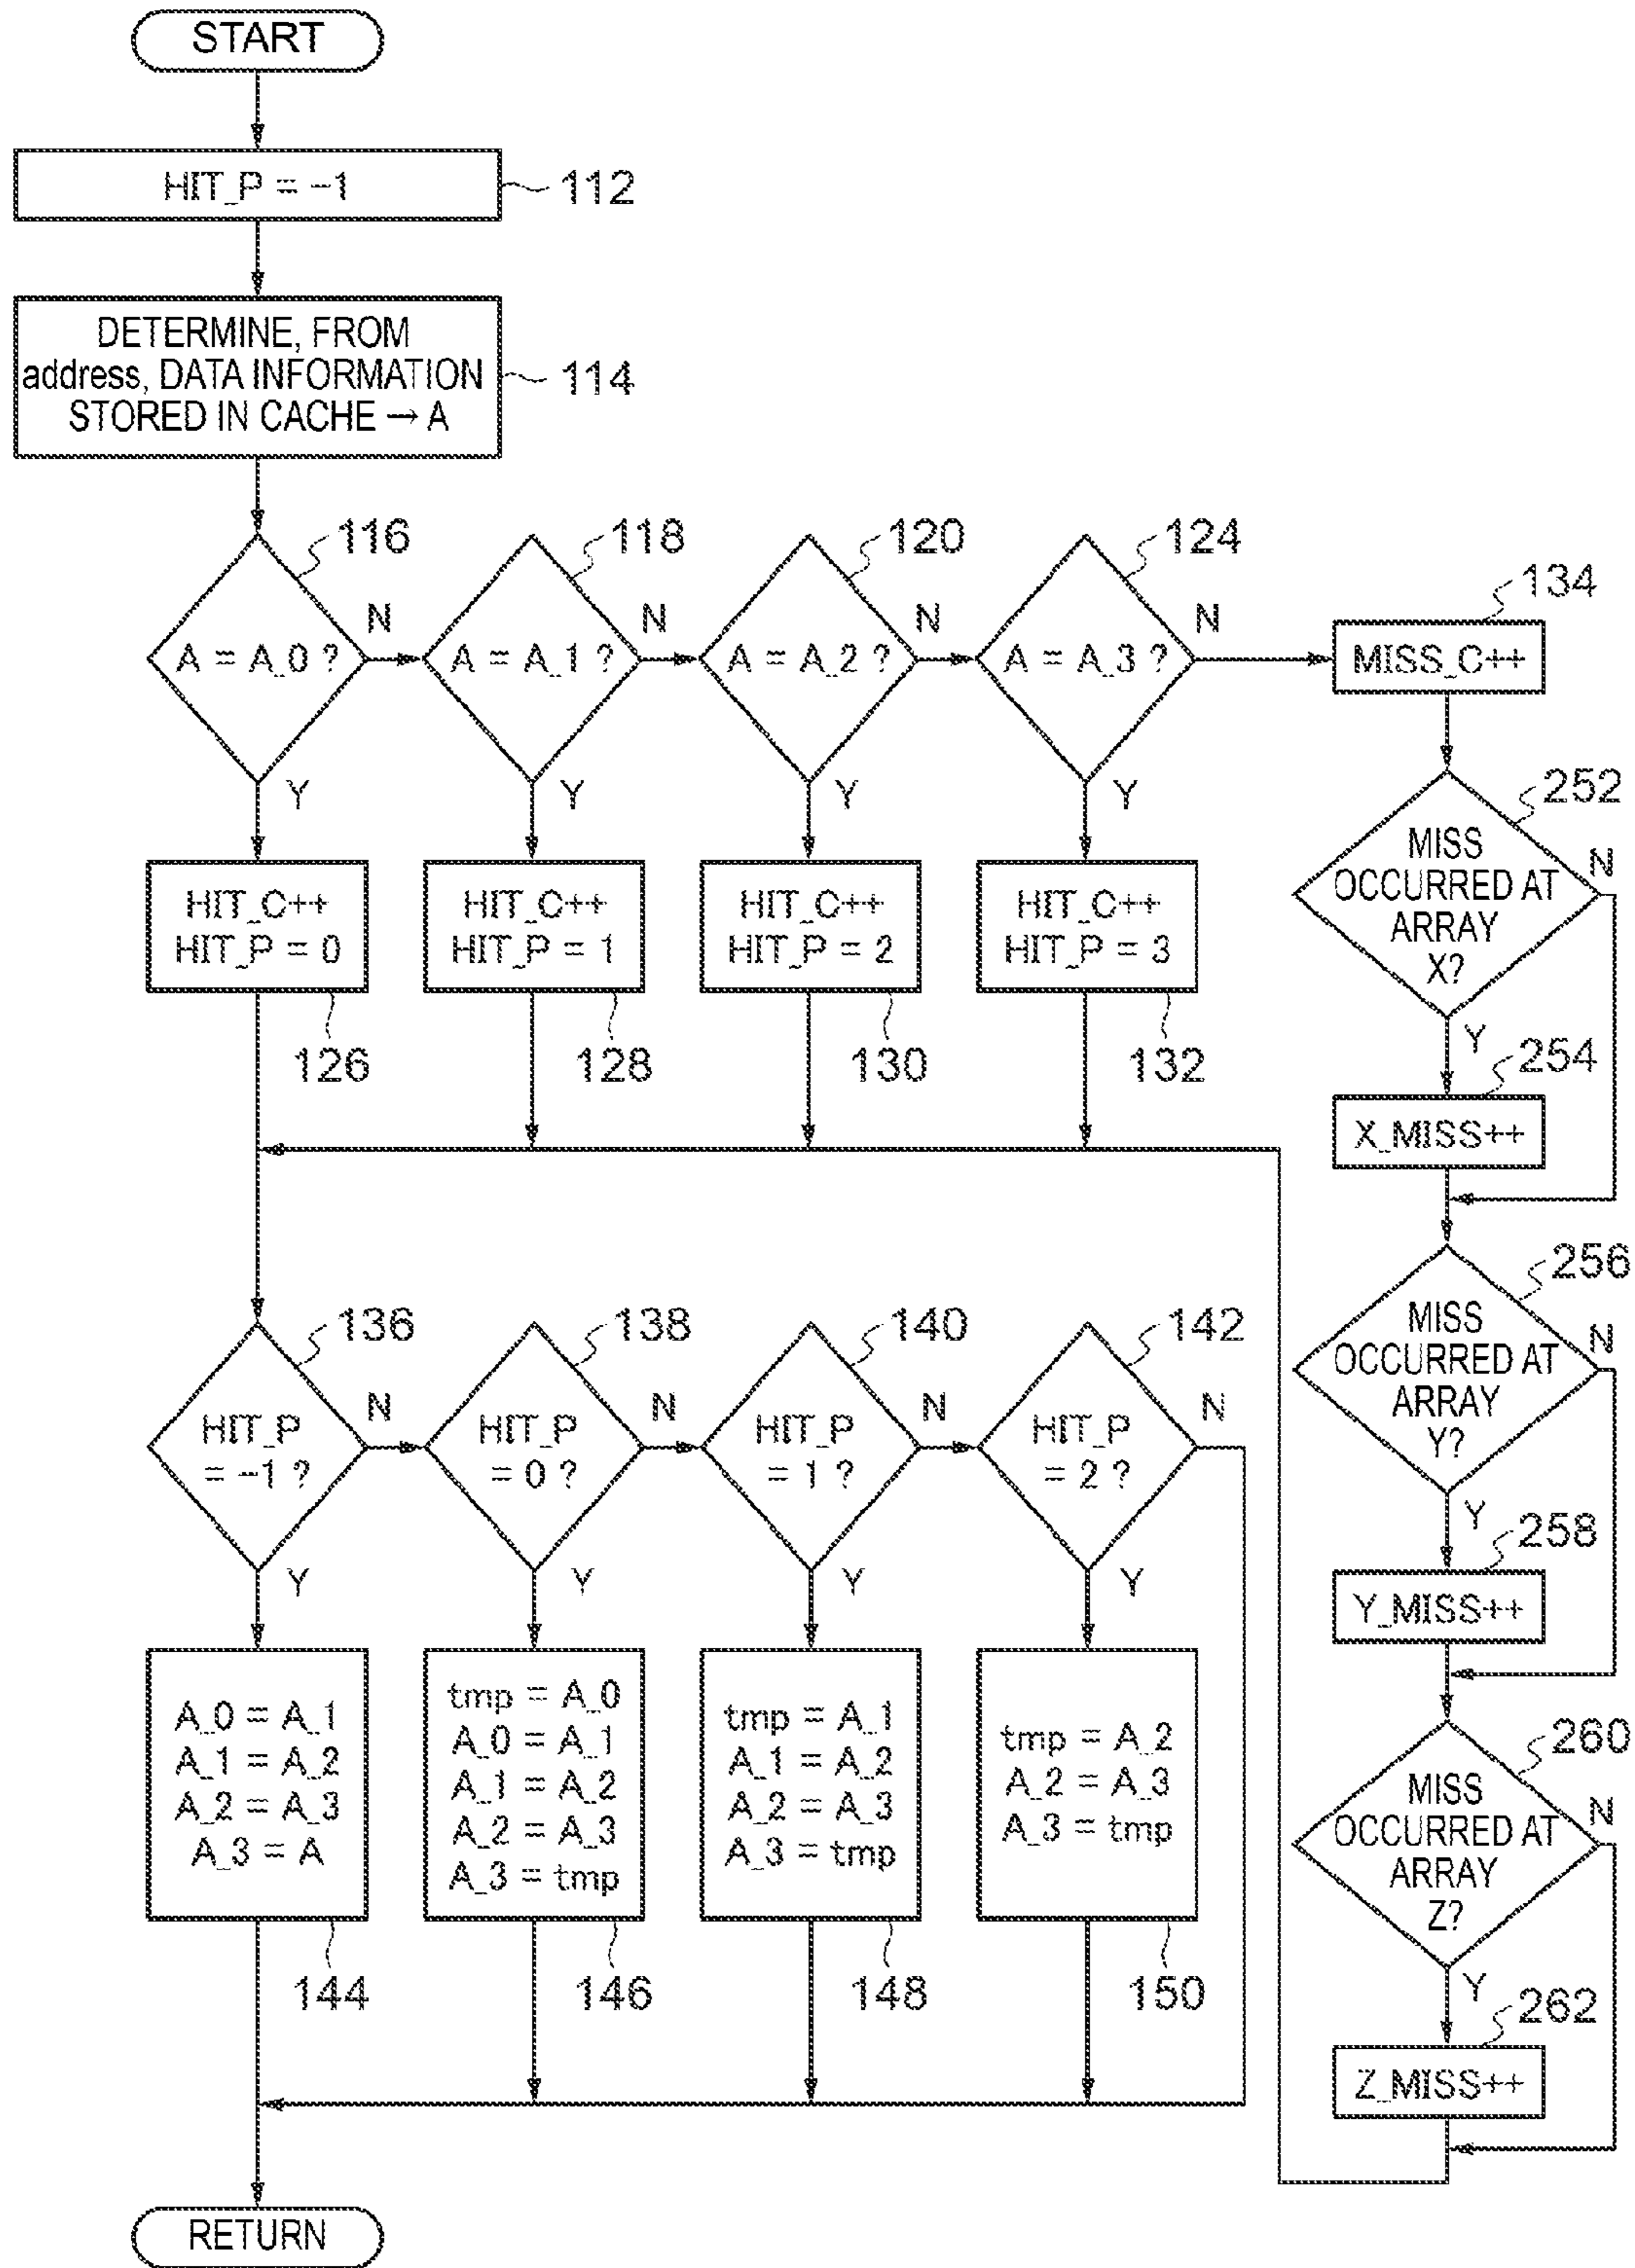 START
HIT_P = −1
112
DETERMINE, FROM
address, DATA INFORMATION
STORED IN CACHE → A
114
116
118
120
124
134
A = A_0 ?
N
A = A_1 ?
N
A = A_2 ?
N
A = A_3 ?
N
MISS_C++
Y
Y
Y
Y
252
MISS
OCCURRED AT
ARRAY
X?
N
Y
HIT_C++
HIT_P = 0
126
HIT_C++
HIT_P = 1
128
HIT_C++
HIT_P = 2
130
HIT_C++
HIT_P = 3
132
254
X_MISS++
256
MISS
OCCURRED AT
ARRAY
Y?
N
Y
258
Y_MISS++
136
138
140
142
HIT_P
= −1 ?
N
Y
HIT_P
= 0 ?
N
Y
HIT_P
= 1 ?
N
Y
HIT_P
= 2 ?
N
Y
A_0 = A_1
A_1 = A_2
A_2 = A_3
A_3 = A
144
tmp = A_0
A_0 = A_1
A_1 = A_2
A_2 = A_3
A_3 = tmp
146
tmp = A_1
A_1 = A_2
A_2 = A_3
A_3 = tmp
148
tmp = A_2
A_2 = A_3
A_3 = tmp
150
260
MISS
OCCURRED AT
ARRAY
Z?
N
Y
262
Z_MISS++
RETURN